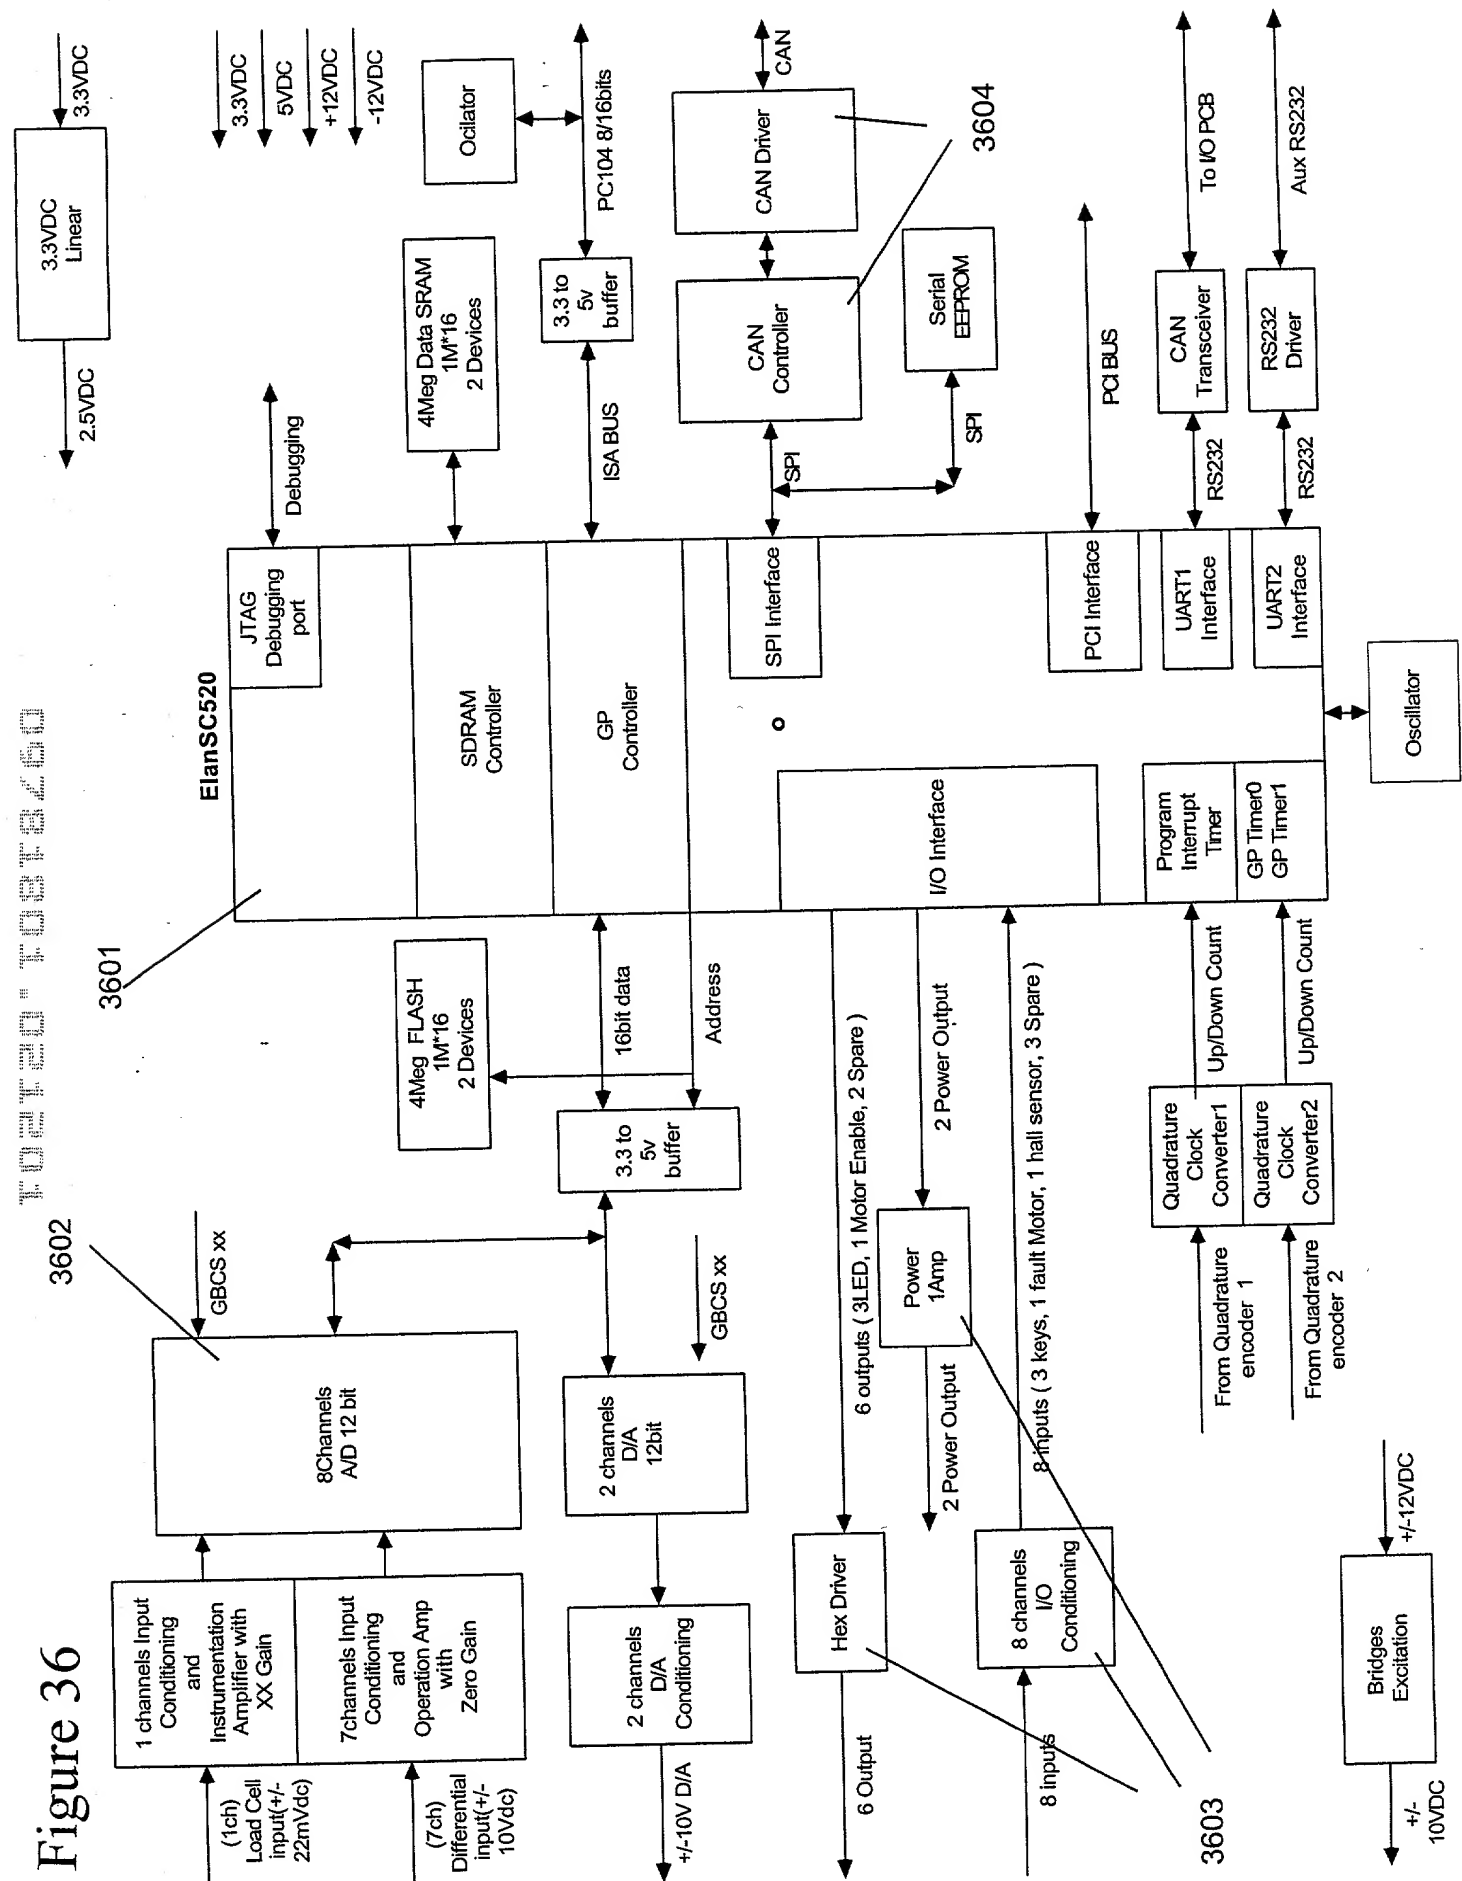 Figure 36
(1ch)
Load Cell
input(+/-
22mVdc)
(7ch)
Differential
input(+/-
10Vdc)
1 channels Input
Conditioning
and
Instrumentation
Amplifier with
XX Gain
7channels Input
Conditioning
and
Operation Amp
with
Zero Gain
8Channels
A/D 12 bit
3602
GBCS xx
2 channels
D/A
12bit
GBCS xx
2 channels
D/A
Conditioning
+/-10V D/A
3.3 to
5v
buffer
4Meg FLASH
1M*16
2 Devices
16bit data
Address
3601
ElanSC520
JTAG
Debugging
port
Debugging
SDRAM
Controller
GP
Controller
SPI Interface
I/O Interface
PCI Interface
UART1
Interface
UART2
Interface
Program
Interrupt
Timer
GP Timer0
GP Timer1
3.3VDC
3.3VDC
Linear
2.5VDC
3.3VDC
5VDC
+12VDC
-12VDC
4Meg Data SRAM
1M*16
2 Devices
Ocilator
PC104 8/16bits
3.3 to
5v
buffer
ISA BUS
CAN
CAN Driver
CAN
Controller
3604
SPI
Serial
EEPROM
SPI
PCI BUS
To I/O PCB
CAN
Transceiver
RS232
Aux RS232
RS232
Driver
RS232
Oscillator
6 outputs ( 3LED, 1 Motor Enable, 2 Spare )
Hex Driver
6 Output
2 Power Output
Power
1Amp
2 Power Output
8 inputs ( 3 keys, 1 fault Motor, 1 hall sensor, 3 Spare )
8 channels
I/O
Conditioning
8 inputs
3603
Up/Down Count
Quadrature
Clock
Converter1
From Quadrature
encoder 1
Up/Down Count
Quadrature
Clock
Converter2
From Quadrature
encoder 2
+/-12VDC
Bridges
Excitation
+/-
10VDC